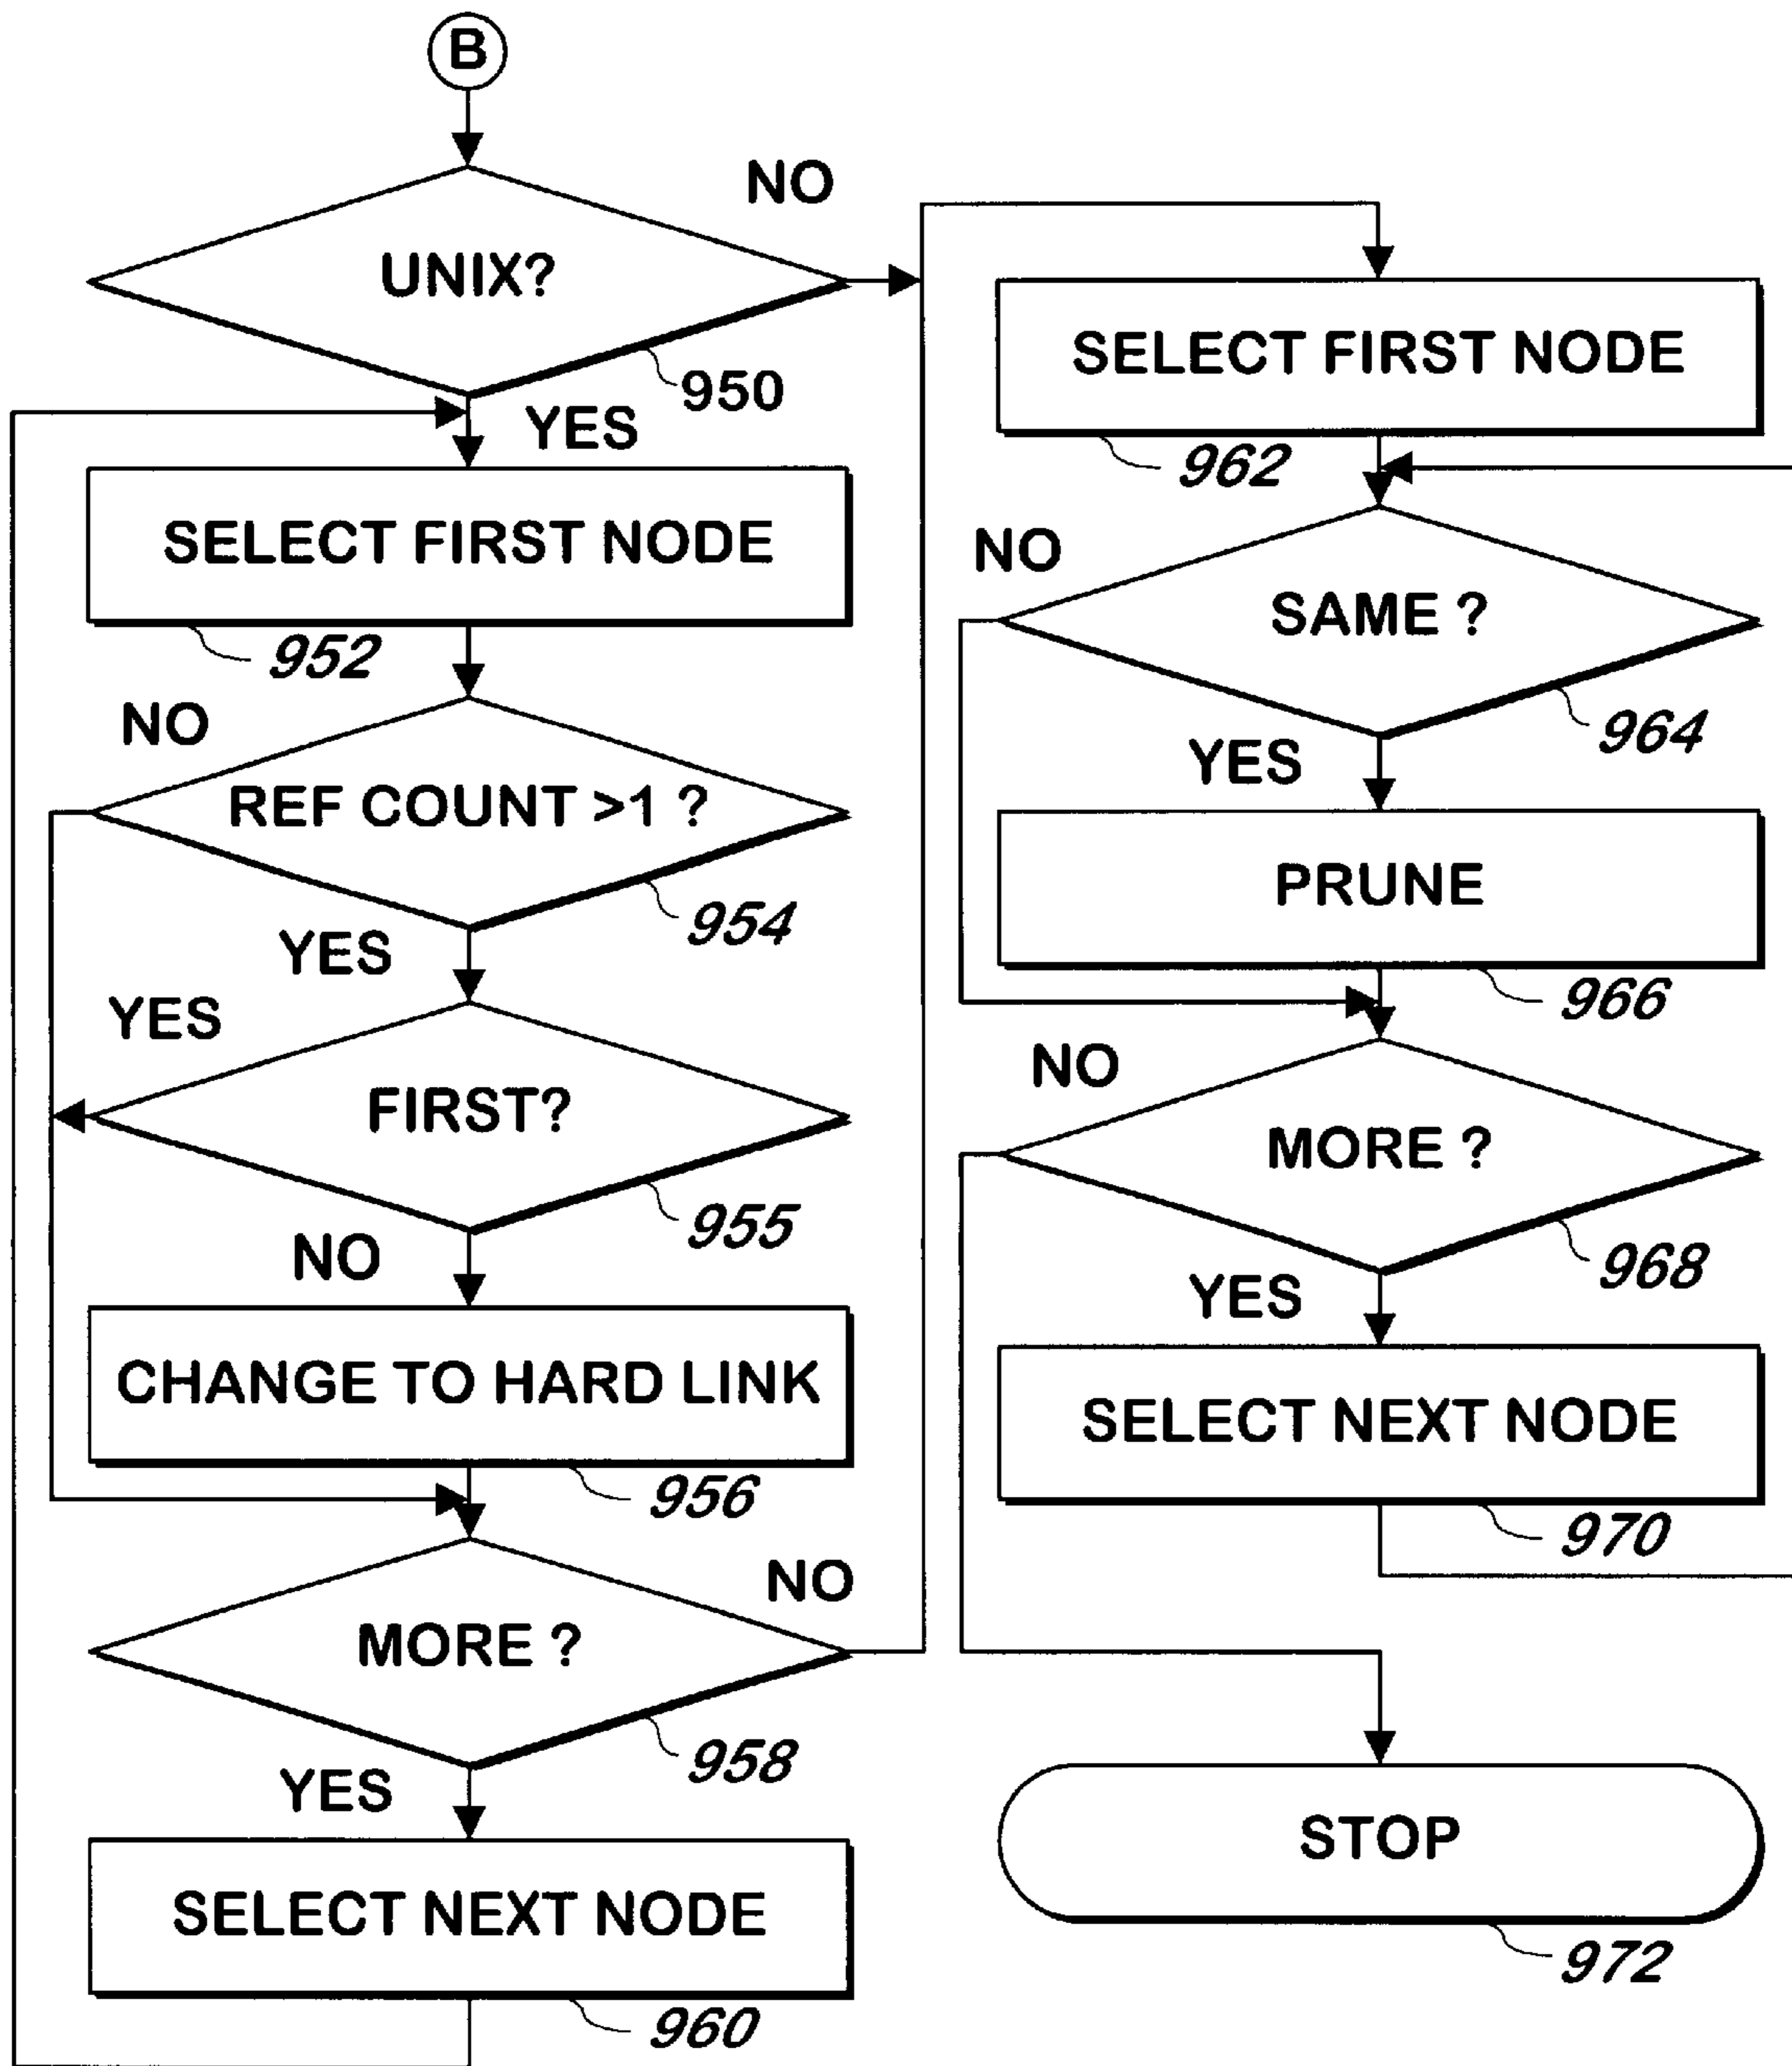 B
UNIX?
NO
950
YES
SELECT FIRST NODE
952
NO
REF COUNT >1 ?
954
YES
YES
FIRST?
955
NO
CHANGE TO HARD LINK
956
MORE ?
NO
958
YES
SELECT NEXT NODE
960
SELECT FIRST NODE
962
NO
SAME ?
964
YES
PRUNE
966
NO
MORE ?
968
YES
SELECT NEXT NODE
970
STOP
972